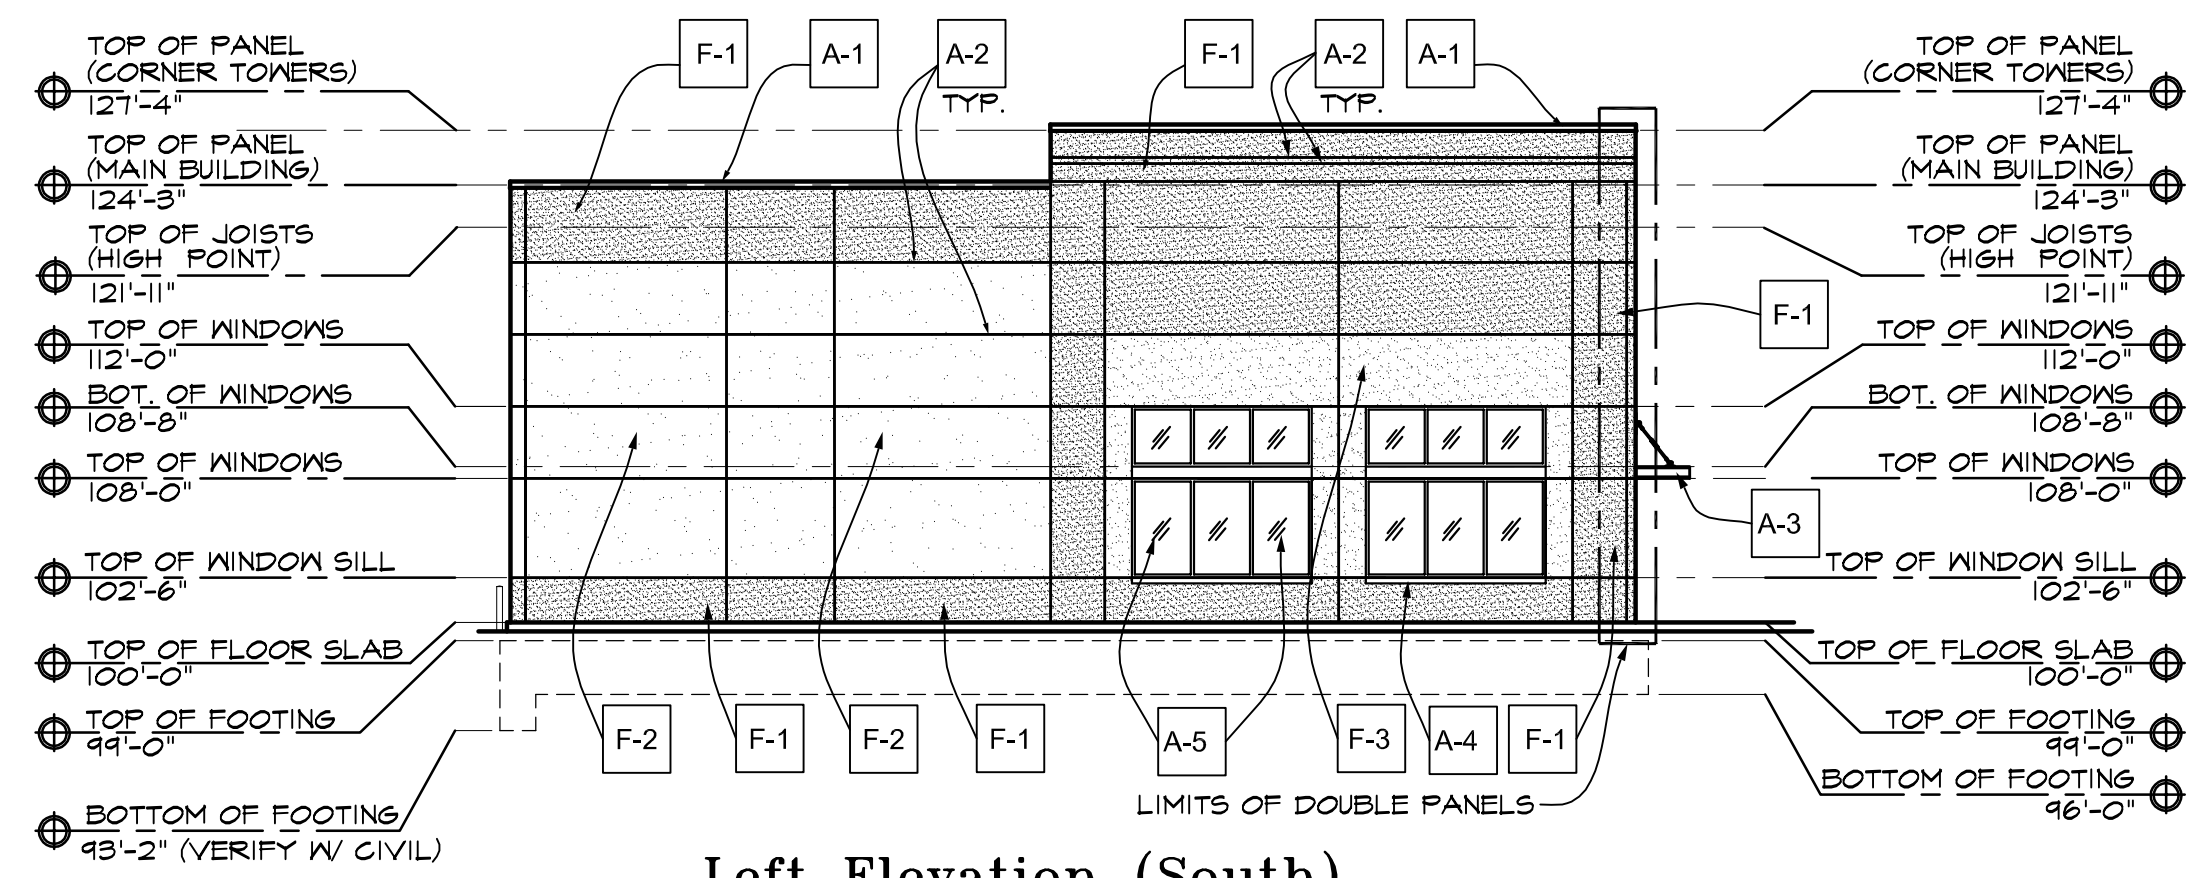 TOP OF PANEL
(CORNER TOWERS)
127'-4"
TOP OF PANEL
(MAIN BUILDING)
124'-3"
TOP OF JOISTS
(HIGH POINT)
121'-11"
TOP OF WINDOWS
112'-0"
BOT. OF WINDOWS
108'-8"
TOP OF WINDOWS
108'-0"
TOP OF WINDOW SILL
102'-6"
TOP OF FLOOR SLAB
100'-0"
TOP OF FOOTING
99'-0"
BOTTOM OF FOOTING
93'-2" (VERIFY W/ CIVIL)
F-1
A-1
A-2
TYP.
F-1
A-2
TYP.
A-1
F-1
A-3
F-2
F-1
F-2
F-1
A-5
F-3
A-4
F-1
LIMITS OF DOUBLE PANELS
TOP OF PANEL
(CORNER TOWERS)
127'-4"
TOP OF PANEL
(MAIN BUILDING)
124'-3"
TOP OF JOISTS
(HIGH POINT)
121'-11"
TOP OF WINDOWS
112'-0"
BOT. OF WINDOWS
108'-8"
TOP OF WINDOWS
108'-0"
TOP OF WINDOW SILL
102'-6"
TOP OF FLOOR SLAB
100'-0"
TOP OF FOOTING
99'-0"
BOTTOM OF FOOTING
96'-0"
Left Elevation (South)